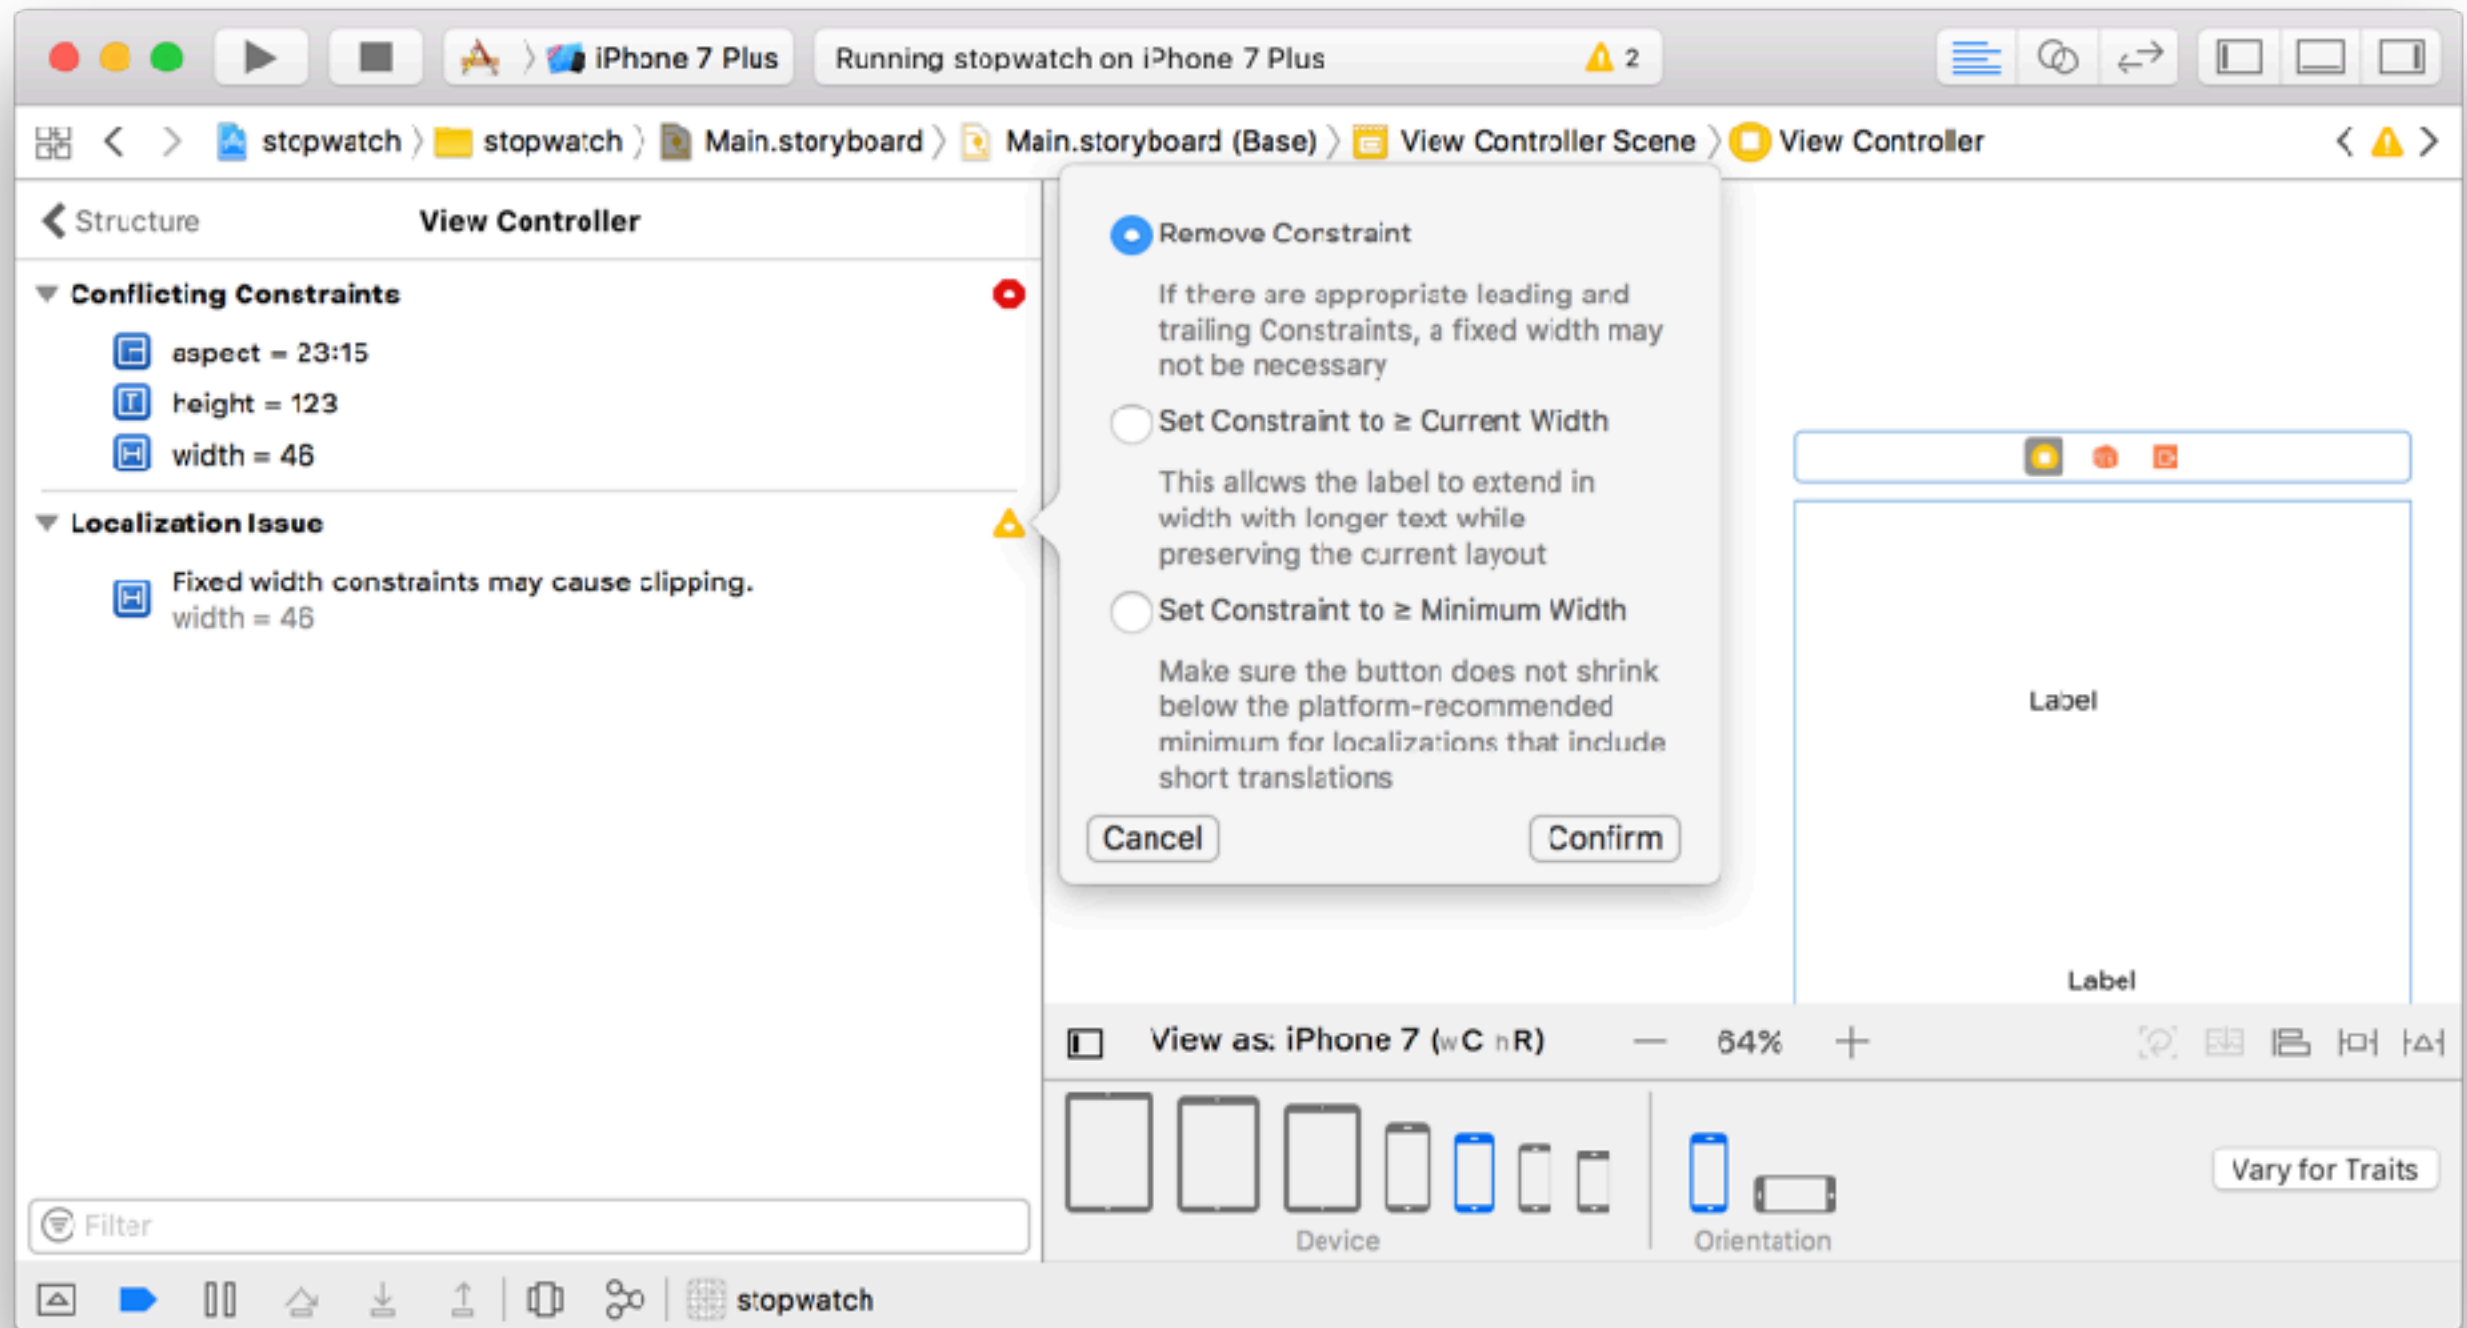 iPhone 7 Plus
Running stopwatch on iPhone 7 Plus
2
stopwatch
stopwatch
Main.storyboard
Main.storyboard (Base)
View Controller Scene
View Controller
Structure
View Controller
Conflicting Constraints
aspect = 23:15
height = 123
width = 46
Localization Issue
Fixed width constraints may cause clipping.
width = 46
Remove Constraint
If there are appropriate leading and
trailing Constraints, a fixed width may
not be necessary
Set Constraint to ≥ Current Width
This allows the label to extend in
width with longer text while
preserving the current layout
Set Constraint to ≥ Minimum Width
Make sure the button does not shrink
below the platform-recommended
minimum for localizations that include
short translations
Cancel
Confirm
Label
Label
View as: iPhone 7 (wC hR)
— 64% +
Device
Orientation
Vary for Traits
Filter
stopwatch